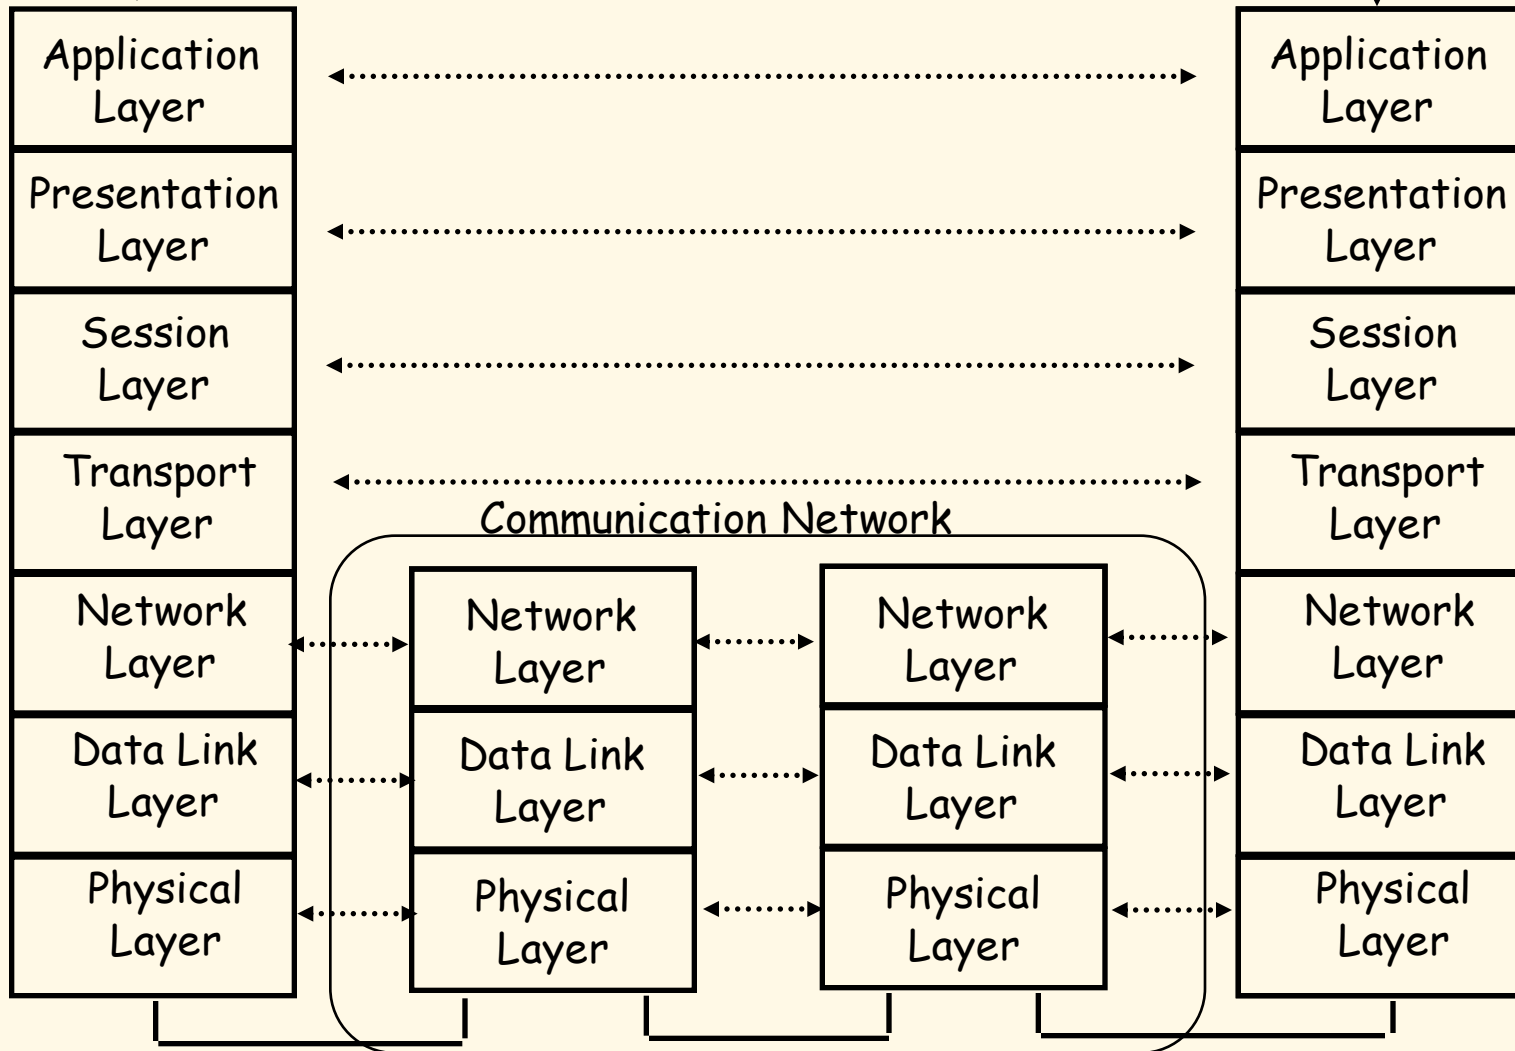 Application
Layer
Presentation
Layer
Session
Layer
Transport
Layer
Network
Layer
Data Link
Layer
Physical
Layer
Communication Network
Network
Layer
Data Link
Layer
Physical
Layer
Network
Layer
Data Link
Layer
Physical
Layer
Application
Layer
Presentation
Layer
Session
Layer
Transport
Layer
Network
Layer
Data Link
Layer
Physical
Layer